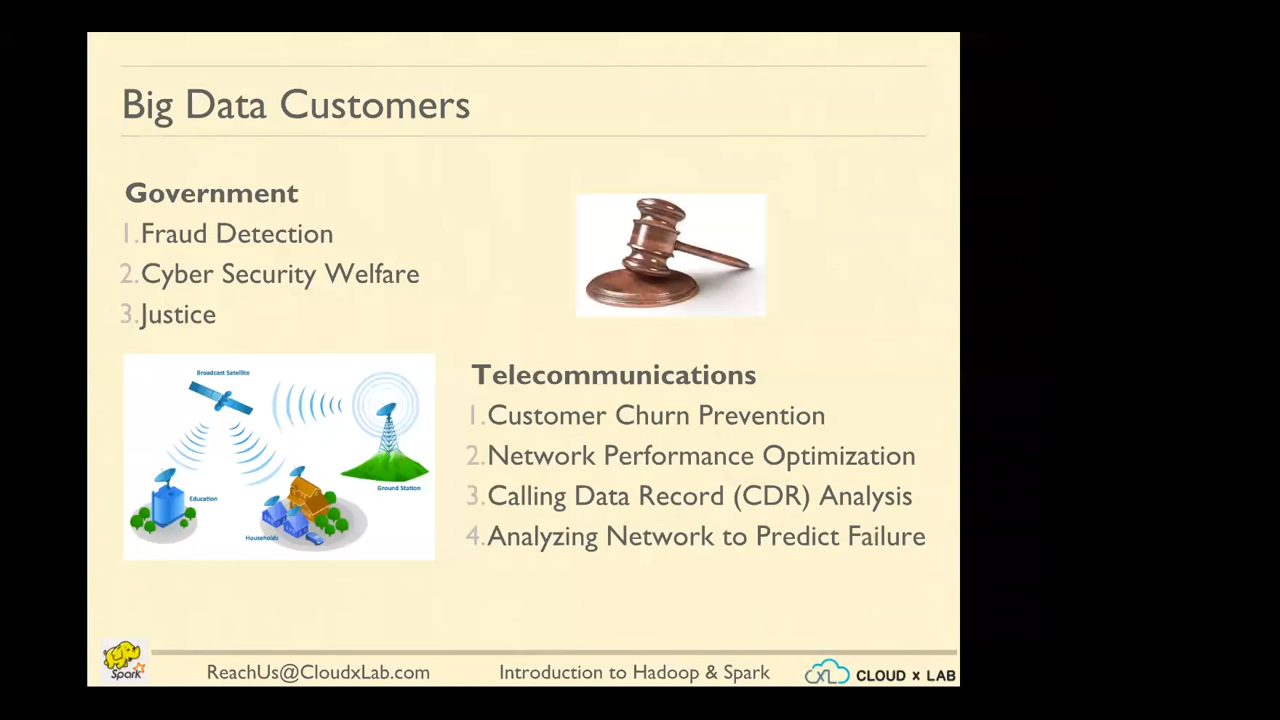 Big Data Customers
Government
1.Fraud Detection
2.Cyber Security Welfare
3.Justice
Broadcast Satellite
Ground Station
Education
Households
Telecommunications
1.Customer Churn Prevention
2.Network Performance Optimization
3.Calling Data Record (CDR) Analysis
4.Analyzing Network to Predict Failure
Spark
ReachUs@CloudxLab.com
Introduction to Hadoop & Spark
XL
CLOUD x LAB